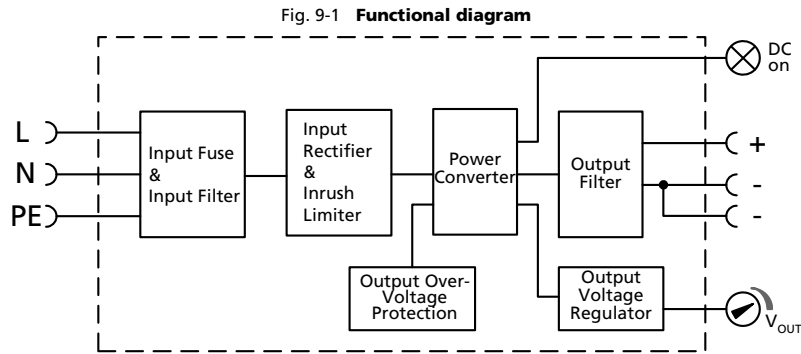 Fig. 9-1 Functional diagram
DC
on
L
N
PE
Input Fuse
&
Input Filter
Input
Rectifier
&
Inrush
Limiter
Power
Converter
Output
Filter
+
-
-
Output Over-
Voltage
Protection
Output
Voltage
Regulator
VOUT